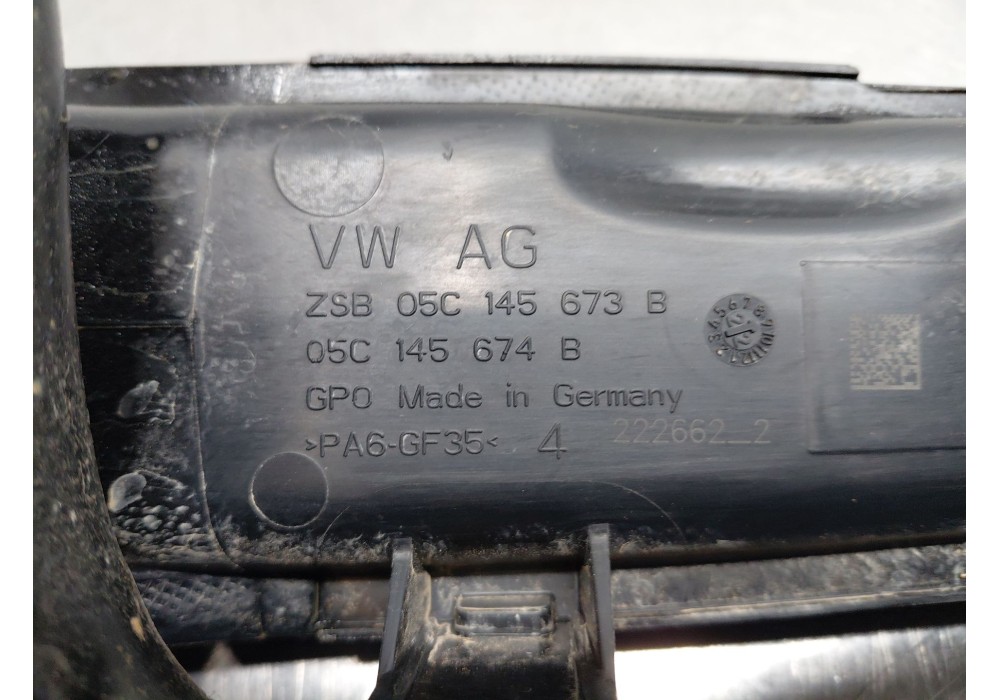 VW AG
ZSB 05C 145 673 B
05C 145 674 B
GPO Made in Germany
>PA6-GF35< 4 222662_2